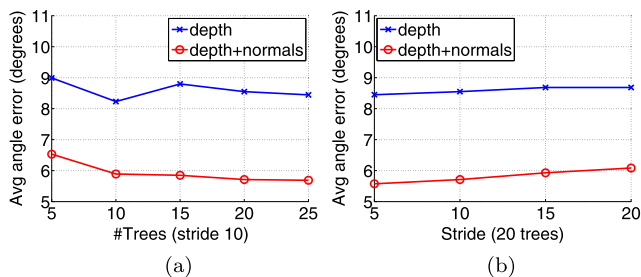 Avg angle error (degrees)
11
10
9
8
7
6
5
depth
depth+normals
5 10 15 20 25
#Trees (stride 10)
(a)
Avg angle error (degrees)
11
10
9
8
7
6
5
depth
depth+normals
5 10 15 20
Stride (20 trees)
(b)